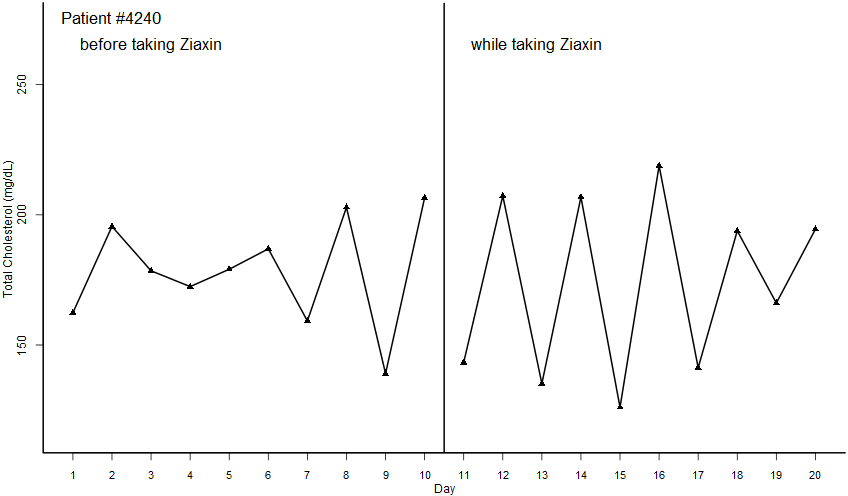 Patient #4240
before taking Ziaxin
while taking Ziaxin
Total Cholesterol (mg/dL)
250
200
150
1 2 3 4 5 6 7 8 9 10 11 12 13 14 15 16 17 18 19 20
Day